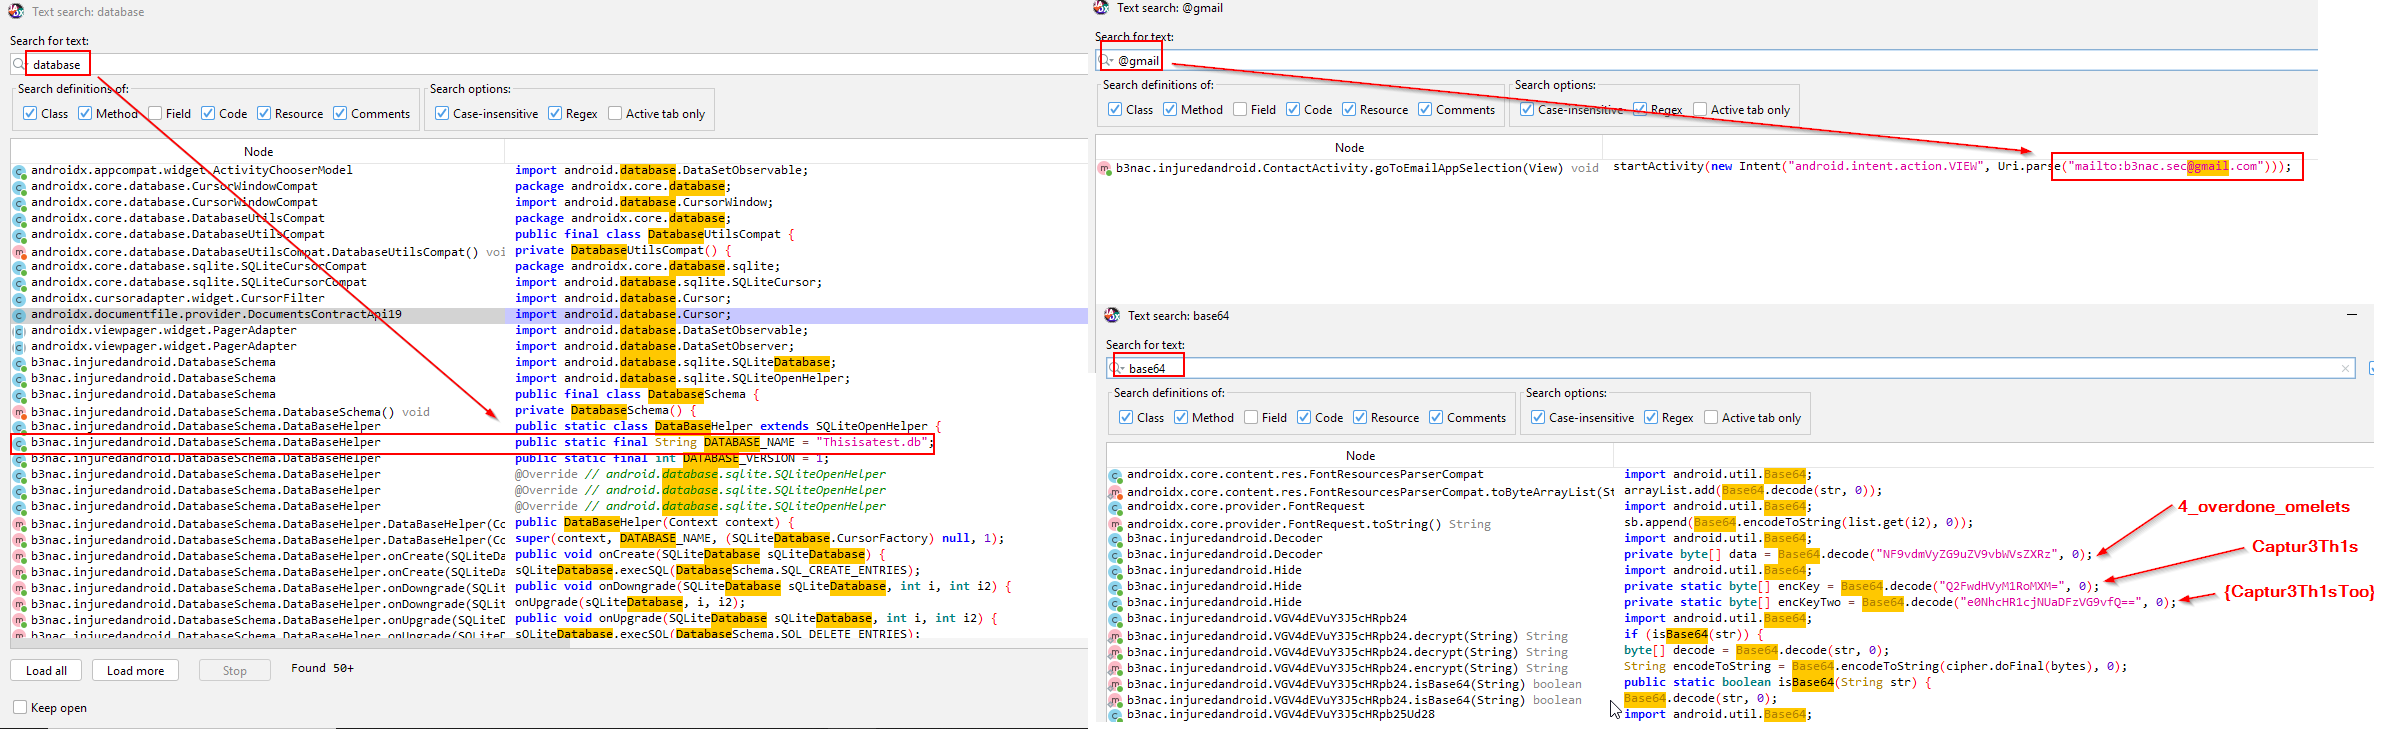 Text search: database
Search for text:
database
Search definitions of:
Search options:
Class Method Field Code Resource Comments
Case-insensitive Regex Active tab only
Node
androidx.appcompat.widget.ActivityChooserModel import android.database.DataSetObservable;
androidx.core.database.CursorWindowCompat package androidx.core.database;
androidx.core.database.CursorWindowCompat import android.database.CursorWindow;
androidx.core.database.DatabaseUtilsCompat package androidx.core.database;
androidx.core.database.DatabaseUtilsCompat public final class DatabaseUtilsCompat {
androidx.core.database.DatabaseUtilsCompat.DatabaseUtilsCompat() voi private DatabaseUtilsCompat() {
androidx.core.database.sqlite.SQLiteCursorCompat package androidx.core.database.sqlite;
androidx.core.database.sqlite.SQLiteCursorCompat import android.database.sqlite.SQLiteCursor;
androidx.cursoradapter.widget.CursorFilter import android.database.Cursor;
androidx.documentfile.provider.DocumentsContractApi19 import android.database.Cursor;
androidx.viewpager.widget.PagerAdapter import android.database.DataSetObservable;
androidx.viewpager.widget.PagerAdapter import android.database.DataSetObserver;
b3nac.injuredandroid.DatabaseSchema import android.database.sqlite.SQLiteDatabase;
b3nac.injuredandroid.DatabaseSchema import android.database.sqlite.SQLiteOpenHelper;
b3nac.injuredandroid.DatabaseSchema public final class DatabaseSchema {
b3nac.injuredandroid.DatabaseSchema.DatabaseSchema() void private DatabaseSchema() {
b3nac.injuredandroid.DatabaseSchema.DataBaseHelper public static class DataBaseHelper extends SQLiteOpenHelper {
b3nac.injuredandroid.DatabaseSchema.DataBaseHelper public static final String DATABASE_NAME = "Thisisatest.db";
b3nac.injuredandroid.DatabaseSchema.DataBaseHelper public static final int DATABASE_VERSION = 1;
b3nac.injuredandroid.DatabaseSchema.DataBaseHelper @Override // android.database.sqlite.SQLiteOpenHelper
b3nac.injuredandroid.DatabaseSchema.DataBaseHelper @Override // android.database.sqlite.SQLiteOpenHelper
b3nac.injuredandroid.DatabaseSchema.DataBaseHelper @Override // android.database.sqlite.SQLiteOpenHelper
b3nac.injuredandroid.DatabaseSchema.DataBaseHelper.DataBaseHelper(Co public DataBaseHelper(Context context) {
b3nac.injuredandroid.DatabaseSchema.DataBaseHelper.DataBaseHelper(Co super(context, DATABASE_NAME, (SQLiteDatabase.CursorFactory) null, 1);
b3nac.injuredandroid.DatabaseSchema.DataBaseHelper.onCreate(SQLiteDa public void onCreate(SQLiteDatabase sQLiteDatabase) {
b3nac.injuredandroid.DatabaseSchema.DataBaseHelper.onCreate(SQLiteDa sQLiteDatabase.execSQL(DatabaseSchema.SQL_CREATE_ENTRIES);
b3nac.injuredandroid.DatabaseSchema.DataBaseHelper.onDowngrade(SQLit public void onDowngrade(SQLiteDatabase sQLiteDatabase, int i, int i2) {
b3nac.injuredandroid.DatabaseSchema.DataBaseHelper.onDowngrade(SQLit onUpgrade(sQLiteDatabase, i, i2);
b3nac.injuredandroid.DatabaseSchema.DataBaseHelper.onUpgrade(SQLiteD public void onUpgrade(SQLiteDatabase sQLiteDatabase, int i, int i2) {
b3nac.injuredandroid.DatabaseSchema.DataBaseHelper.onUpgrade(SQLiteD sQLiteDatabase.execSQL(DatabaseSchema.SQL_DELETE_ENTRIES);
Load all Load more Stop Found 50+
Keep open
Text search: @gmail
Search for text:
@gmail
Search definitions of:
Search options:
Class Method Field Code Resource Comments
Case-insensitive Regex Active tab only
Node
b3nac.injuredandroid.ContactActivity.goToEmailAppSelection(View) void startActivity(new Intent("android.intent.action.VIEW", Uri.parse("mailto:b3nac.sec@gmail.com")));
Text search: base64
Search for text:
base64
Search definitions of:
Search options:
Class Method Field Code Resource Comments
Case-insensitive Regex Active tab only
Node
androidx.core.content.res.FontResourcesParserCompat import android.util.Base64;
androidx.core.content.res.FontResourcesParserCompat.toByteArrayList(St arrayList.add(Base64.decode(str, 0));
androidx.core.provider.FontRequest import android.util.Base64;
androidx.core.provider.FontRequest.toString() String sb.append(Base64.encodeToString(list.get(i2), 0));
b3nac.injuredandroid.Decoder import android.util.Base64;
b3nac.injuredandroid.Decoder private byte[] data = Base64.decode("NF9vdmVyZG9uZV9vbWVsZXRz", 0);
b3nac.injuredandroid.Hide import android.util.Base64;
b3nac.injuredandroid.Hide private static byte[] encKey = Base64.decode("Q2FwdHVyM1RoMXM=", 0);
b3nac.injuredandroid.Hide private static byte[] encKeyTwo = Base64.decode("e0NhcHR1cjNUaDFzVG9vfQ==", 0);
b3nac.injuredandroid.VGV4dEVuY3J5cHRpb24 import android.util.Base64;
b3nac.injuredandroid.VGV4dEVuY3J5cHRpb24.decrypt(String) String if (isBase64(str)) {
b3nac.injuredandroid.VGV4dEVuY3J5cHRpb24.decrypt(String) String byte[] decode = Base64.decode(str, 0);
b3nac.injuredandroid.VGV4dEVuY3J5cHRpb24.encrypt(String) String String encodeToString = Base64.encodeToString(cipher.doFinal(bytes), 0);
b3nac.injuredandroid.VGV4dEVuY3J5cHRpb24.isBase64(String) boolean public static boolean isBase64(String str) {
b3nac.injuredandroid.VGV4dEVuY3J5cHRpb24.isBase64(String) boolean Base64.decode(str, 0);
b3nac.injuredandroid.VGV4dEVuY3J5cHRpb25Ud28 import android.util.Base64;
4_overdone_omelets
Captur3Th1s
{Captur3Th1sToo}